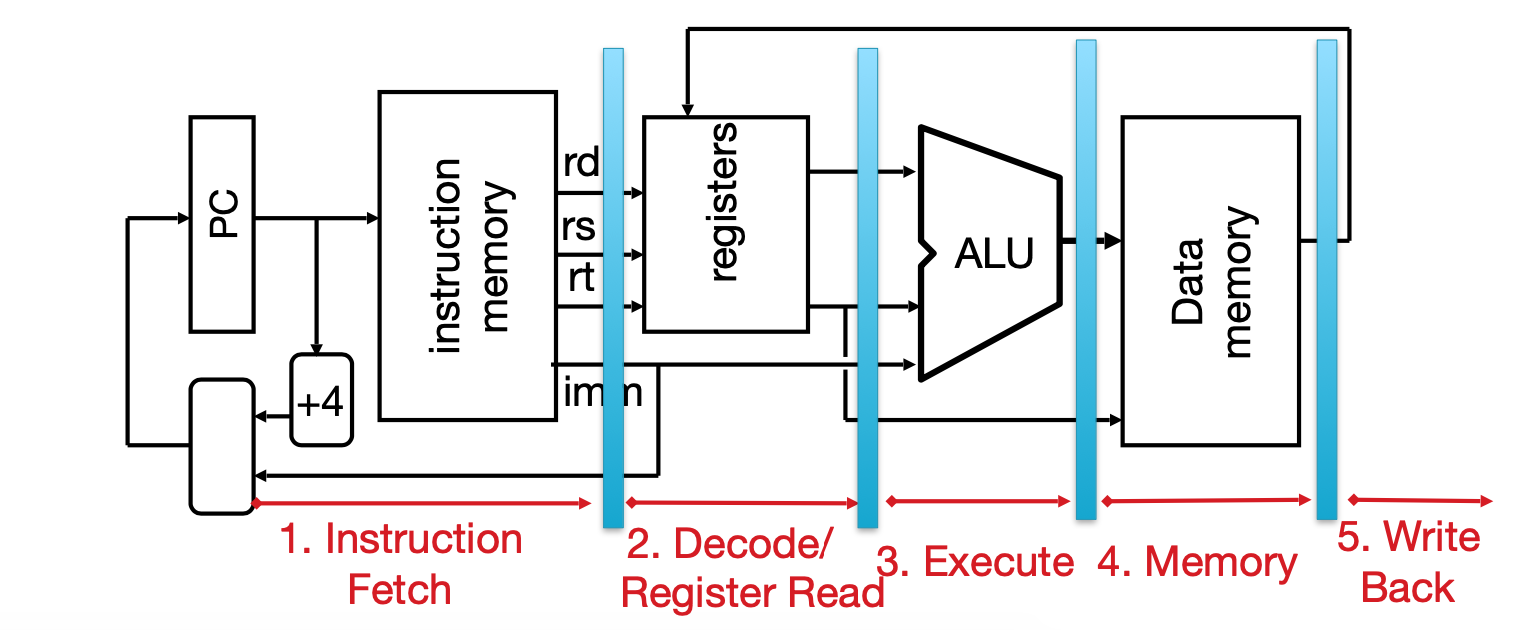 PC
+4
instruction
memory
rd
rs
rt
imm
registers
ALU
Data
memory
1. Instruction
Fetch
2. Decode/
Register Read
3. Execute
4. Memory
5. Write
Back